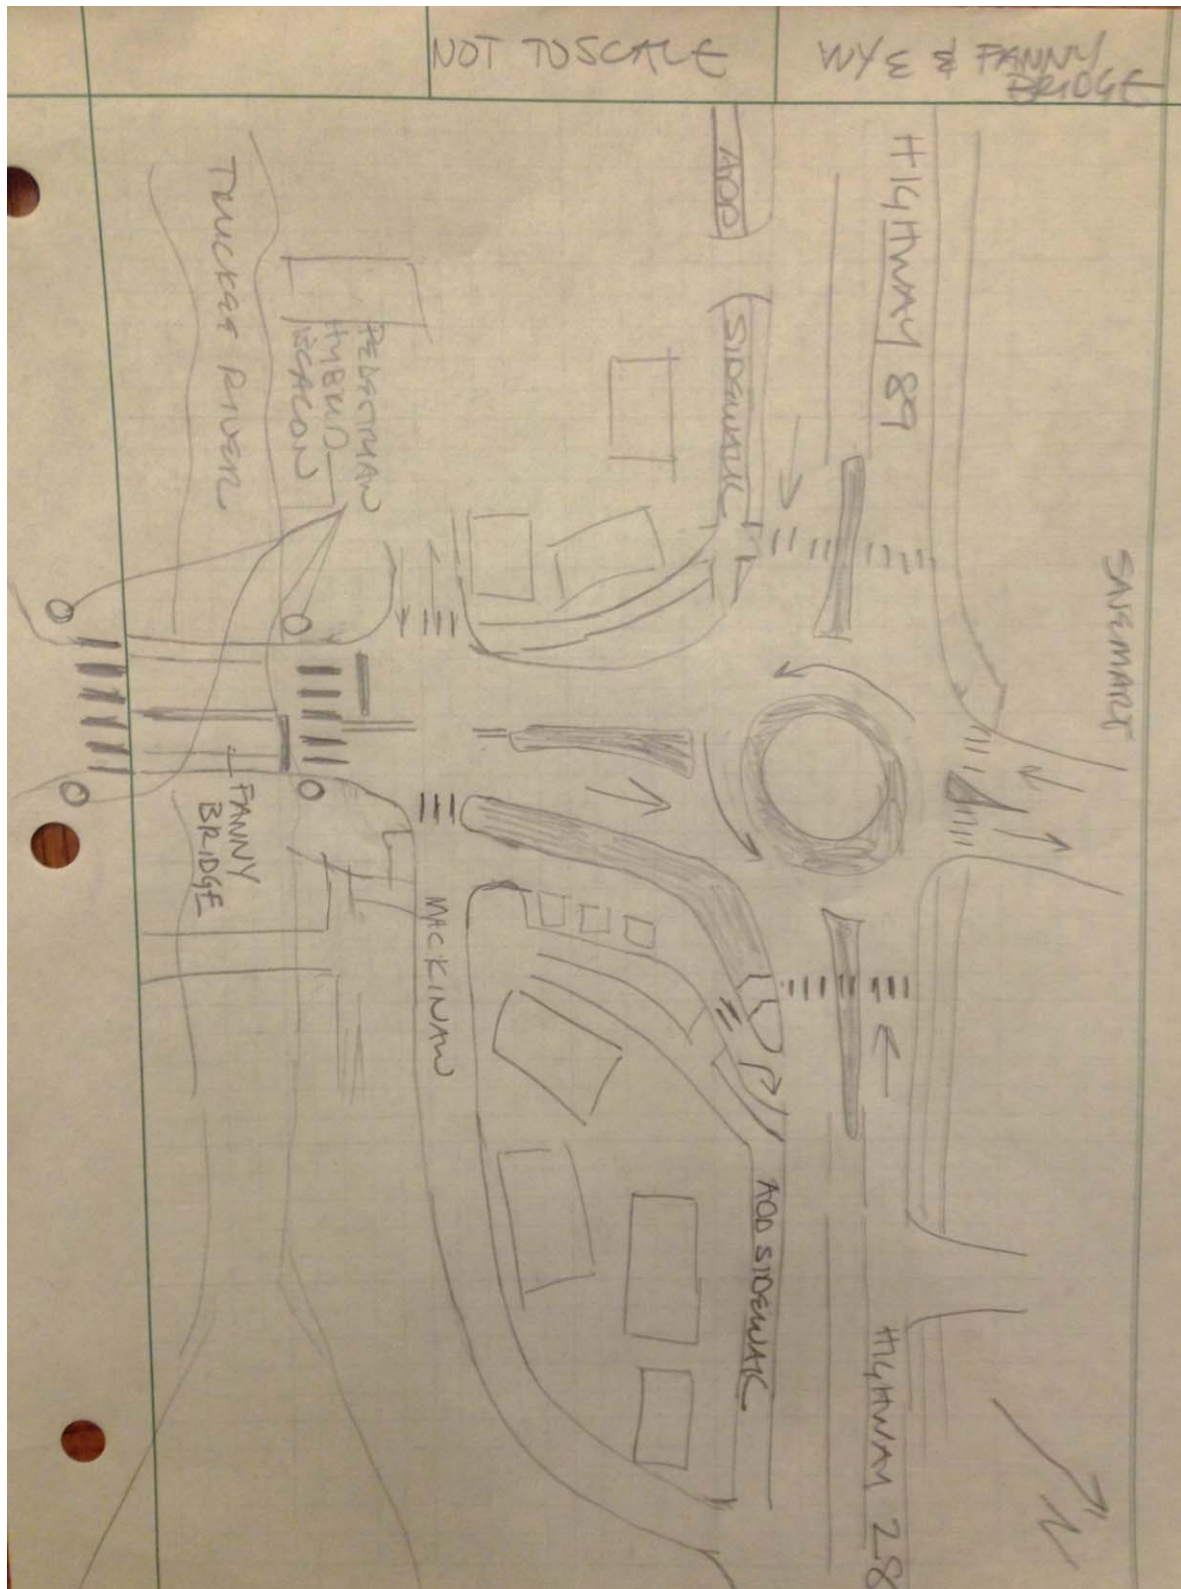 NOT TO SCALE
WYE & FANNY
BRIDGE
SAVEMART
HIGHWAY 89
ADD
SIDEWALK
PEDESTRIAN
HYBRID
BEACON
TRUCKEE RIVER
FANNY
BRIDGE
MACKINAW
ADD SIDEWALK
HIGHWAY 28
N